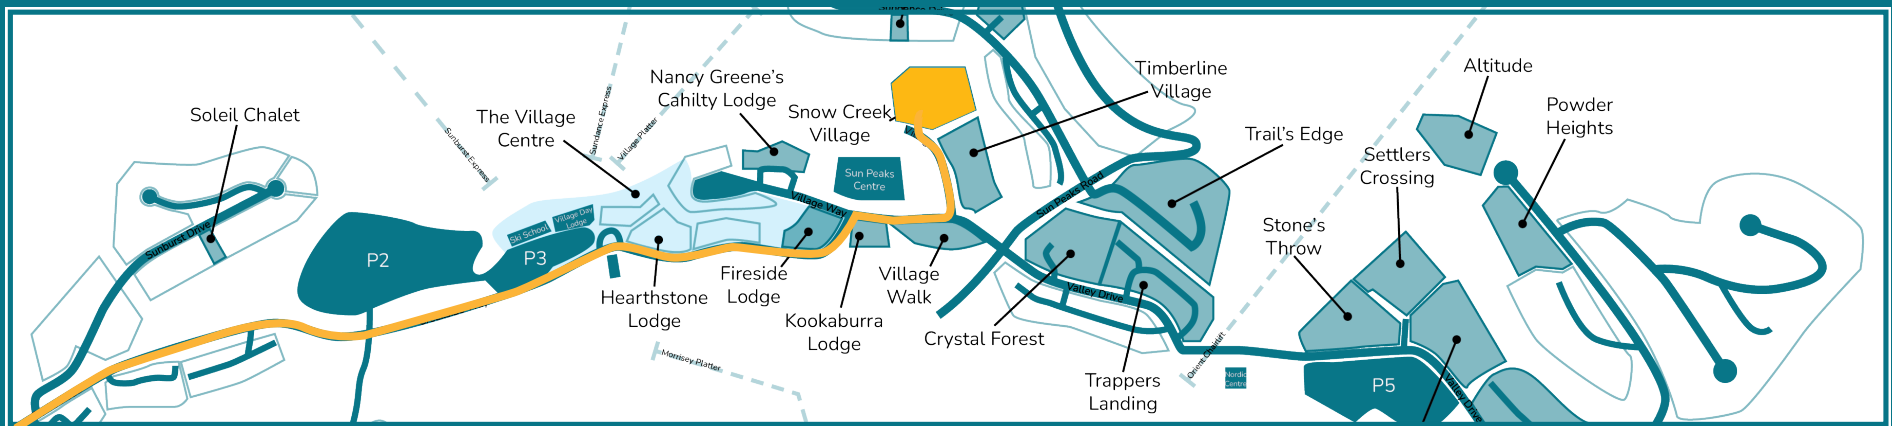 Soleil Chalet
Sunburst Drive
P2
Sunburst Express
The Village
Centre
Sundance Express
Village Platter
Nancy Greene's
Cahilty Lodge
Snow Creek
Village
Sun Peaks
Centre
Village Way
Ski School
Village Day
Lodge
P3
Hearthstone
Lodge
Fireside
Lodge
Kookaburra
Lodge
Village
Walk
Morrisey Platter
Timberline
Village
Sun Peaks Road
Trail's Edge
Crystal Forest
Valley Drive
Trappers
Landing
Orient Chairlift
Nordic
Centre
Stone's
Throw
Settlers
Crossing
Altitude
Powder
Heights
P5
Valley Drive